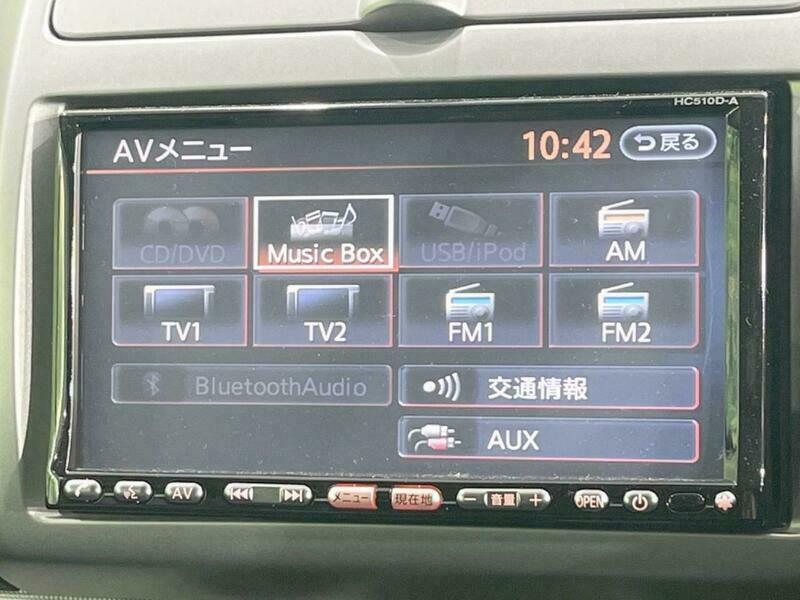 HC510D-A
AVメニュー 10:42 戻る
CD/DVD Music Box USB/iPod AM
TV1 TV2 FM1 FM2
BluetoothAudio 交通情報
AUX
AV メニュー 現在地 − 音量 + OPEN